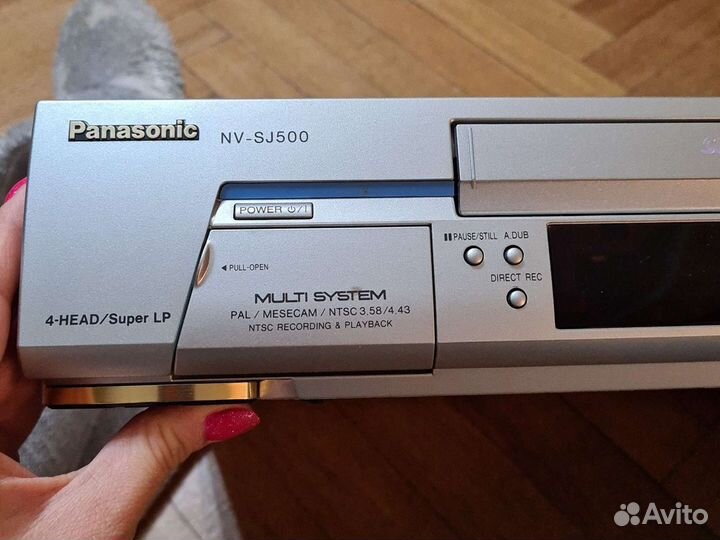 Panasonic NV-SJ500
POWER ⏻/I
PULL-OPEN
MULTI SYSTEM
PAL / MESECAM / NTSC 3.58/4.43
NTSC RECORDING & PLAYBACK
4-HEAD/Super LP
PAUSE/STILL A.DUB
DIRECT REC
Avito